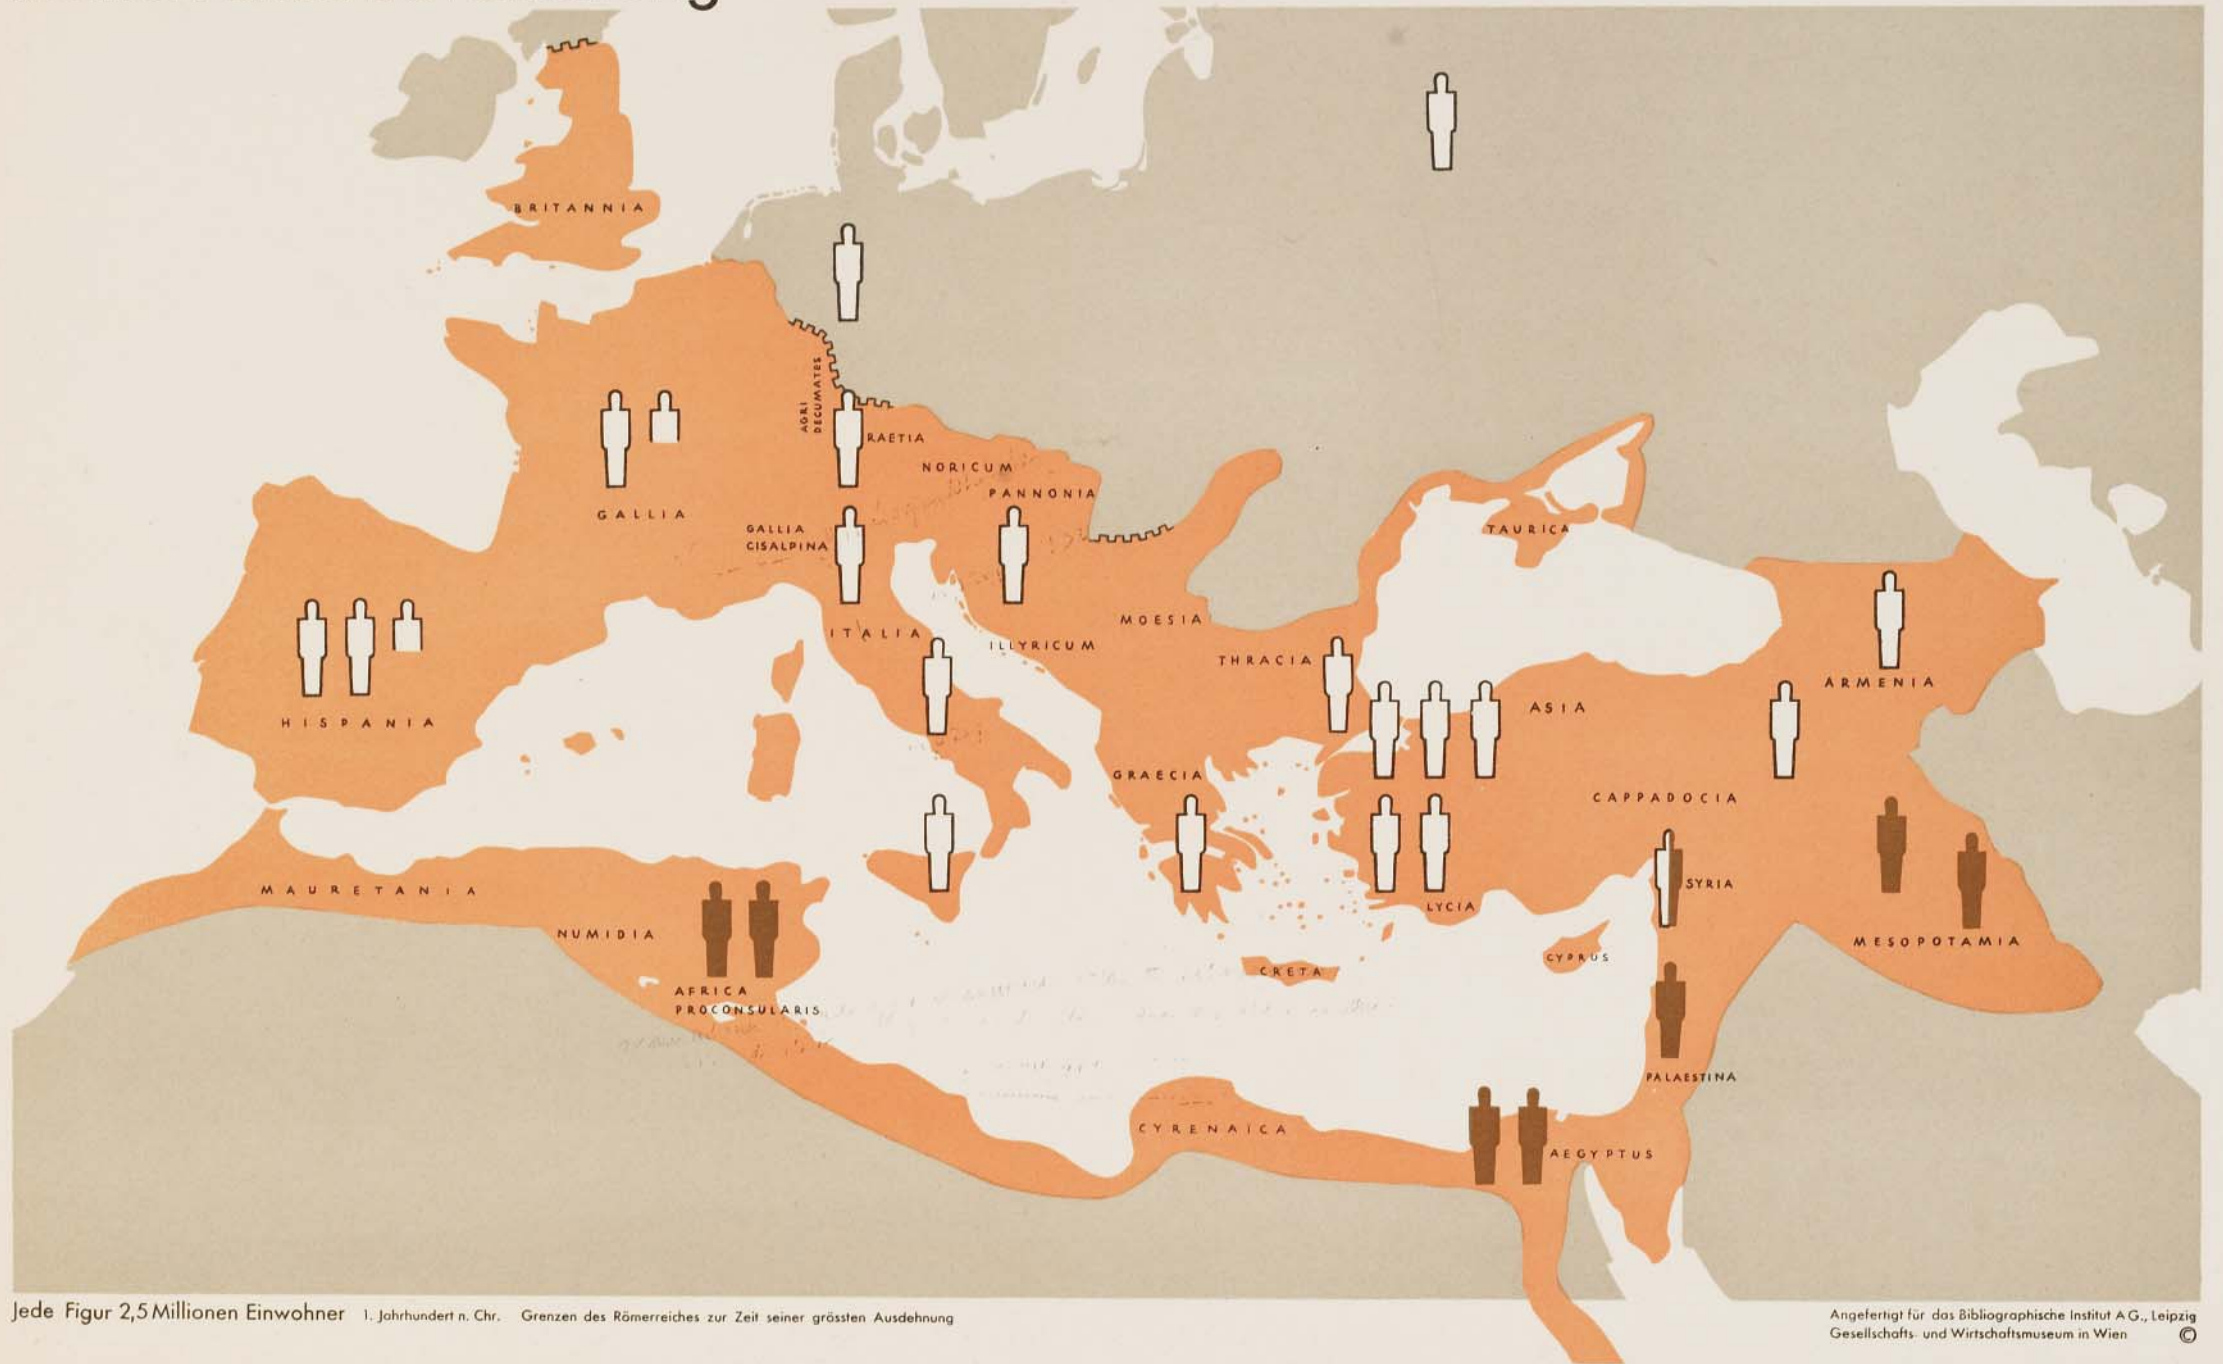 BRITANNIA
AGRI
DECUMATES
RAETIA
NORICUM
PANNONIA
GALLIA
GALLIA
CISALPINA
TAURICA
ITALIA
ILLYRICUM
MOESIA
THRACIA
ARMENIA
ASIA
HISPANIA
GRAECIA
CAPPADOCIA
MAURETANIA
SYRIA
LYCIA
NUMIDIA
MESOPOTAMIA
CYPRUS
CRETA
AFRICA
PROCONSULARIS
PALAESTINA
CYRENAICA
AEGYPTUS
Jede Figur 2,5 Millionen Einwohner 1. Jahrhundert n. Chr. Grenzen des Römerreiches zur Zeit seiner grössten Ausdehnung
Angefertigt für das Bibliographische Institut A G., Leipzig
Gesellschafts- und Wirtschaftsmuseum in Wien ©